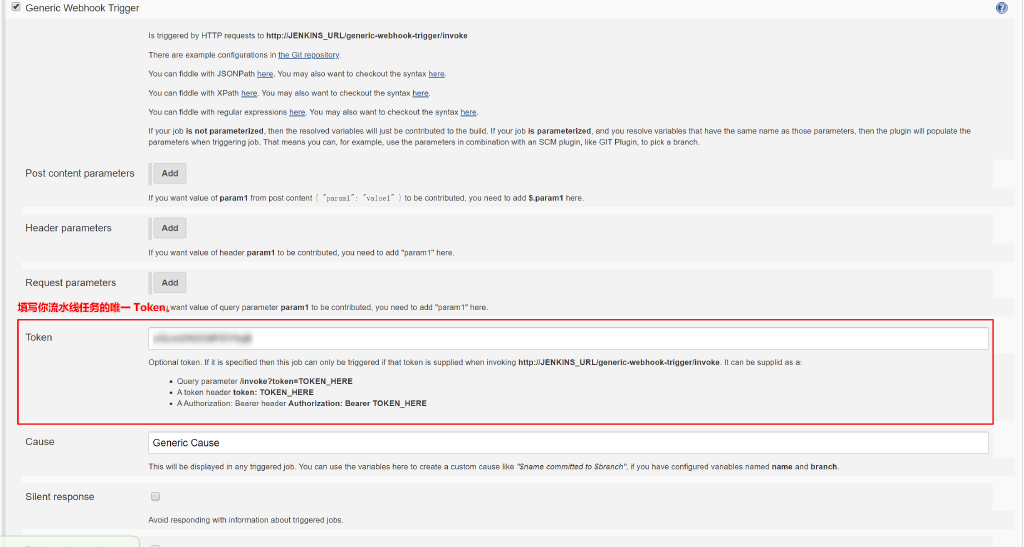 Generic Webhook Trigger
Is triggered by HTTP requests to http://JENKINS_URL/generic-webhook-trigger/invoke
There are example configurations in the Git repository.
You can fiddle with JSONPath here. You may also want to checkout the syntax here.
You can fiddle with XPath here. You may also want to checkout the syntax here.
You can fiddle with regular expressions here. You may also want to checkout the syntax here.
If your job is not parameterized, then the resolved variables will just be contributed to the build. If your job is parameterized, and you resolve variables that have the same name as those parameters, then the plugin will populate the
parameters when triggering job. That means you can, for example, use the parameters in combination with an SCM plugin, like GIT Plugin, to pick a branch.
Post content parameters
Add
If you want value of param1 from post content { "param1": "value1" } to be contributed, you need to add $.param1 here.
Header parameters
Add
If you want value of header param1 to be contributed, you need to add "param1" here.
Request parameters
Add
填写你流水线任务的唯一 Token。
want value of query parameter param1 to be contributed, you need to add "param1" here.
Token
Optional token. If it is specified then this job can only be triggered if that token is supplied when invoking http://JENKINS_URL/generic-webhook-trigger/invoke. It can be supplid as a:
• Query parameter /invoke?token=TOKEN_HERE
• A token header token: TOKEN_HERE
• A Authorization: Bearer header Authorization: Bearer TOKEN_HERE
Cause
Generic Cause
This will be displayed in any triggered job. You can use the variables here to create a custom cause like "$name committed to $branch", if you have configured variables named name and branch.
Silent response
Avoid responding with information about triggered jobs.